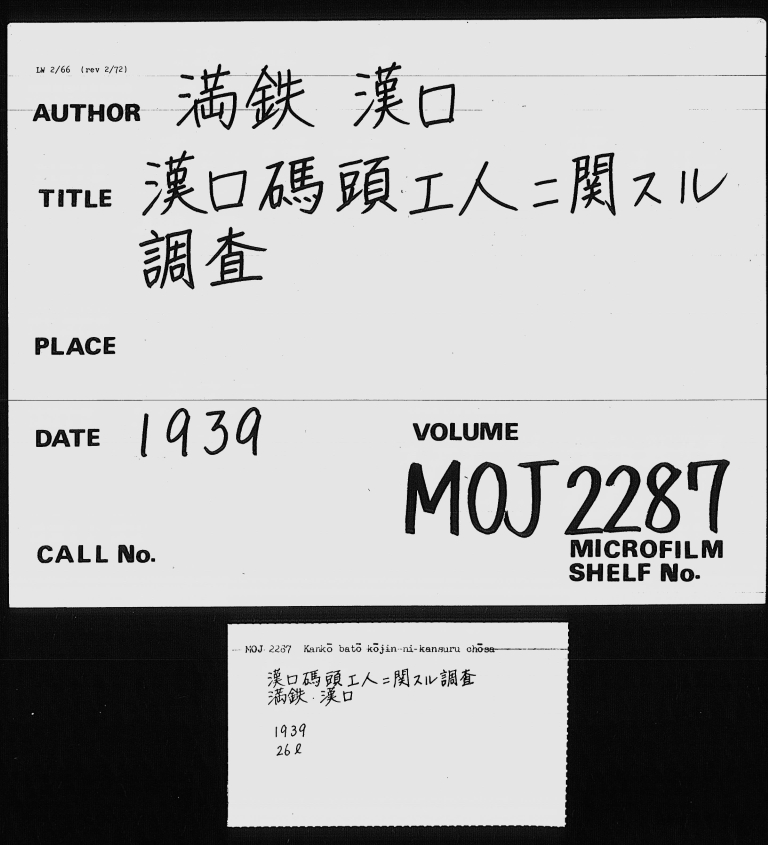 LW 2/66 (rev 2/72)
AUTHOR 満鉄 漢口
TITLE 漢口碼頭工人ニ関スル
調査
PLACE
DATE 1939
VOLUME
MOJ 2287
CALL No.
MICROFILM
SHELF No.
MOJ 2287 Kankō batō kōjin ni kansuru chōsa
漢口碼頭工人ニ関スル調査
満鉄.漢口
1939
26ℓ